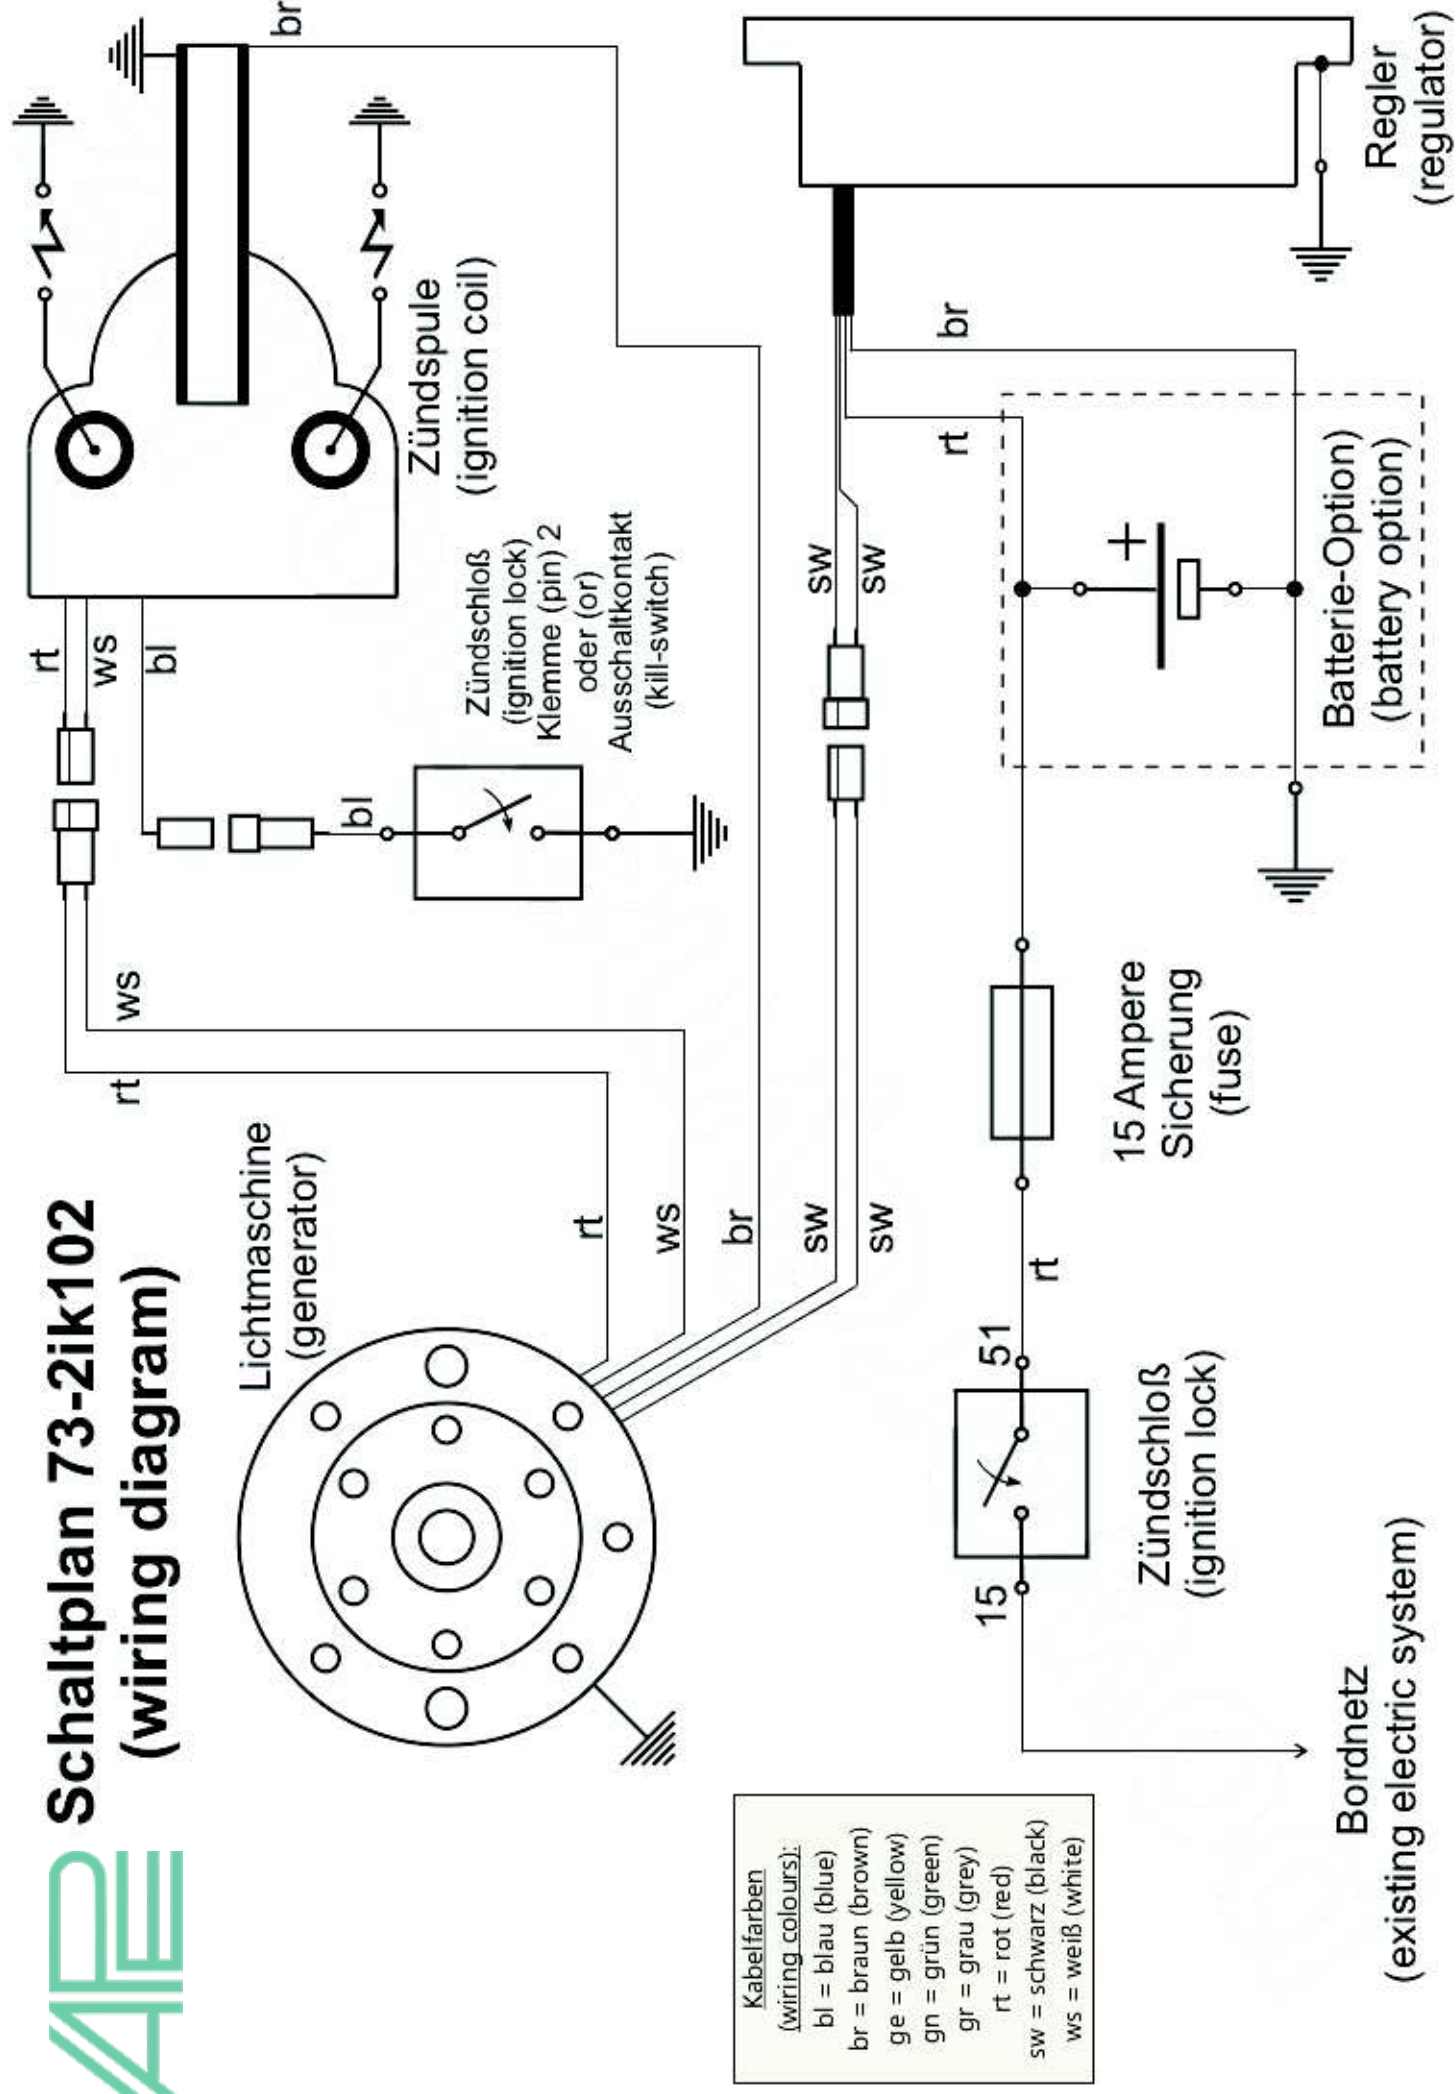 VAPE
Schaltplan 73-2ik102
(wiring diagram)
Lichtmaschine
(generator)
rt
ws
br
sw
sw
rt
ws
rt
ws
bl
bl
br
Zündspule
(ignition coil)
Zündschloß
(ignition lock)
Klemme (pin) 2
oder (or)
Ausschaltkontakt
(kill-switch)
sw
sw
rt
br
Regler
(regulator)
+
Batterie-Option)
(battery option)
15 Ampere
Sicherung
(fuse)
rt
51
15
Zündschloß
(ignition lock)
Bordnetz
(existing electric system)
Kabelfarben
(wiring colours):
bl = blau (blue)
br = braun (brown)
ge = gelb (yellow)
gn = grün (green)
gr = grau (grey)
rt = rot (red)
sw = schwarz (black)
ws = weiß (white)